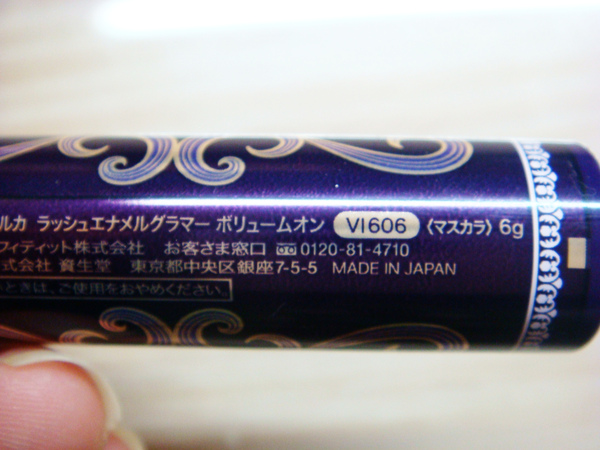 ルカ ラッシュエナメルグラマー ボリュームオン VI606 〈マスカラ〉6g
フィティット株式会社 お客さま窓口 0120-81-4710
式会社 資生堂 東京都中央区銀座7-5-5 MADE IN JAPAN
いときは、ご使用をおやめください。